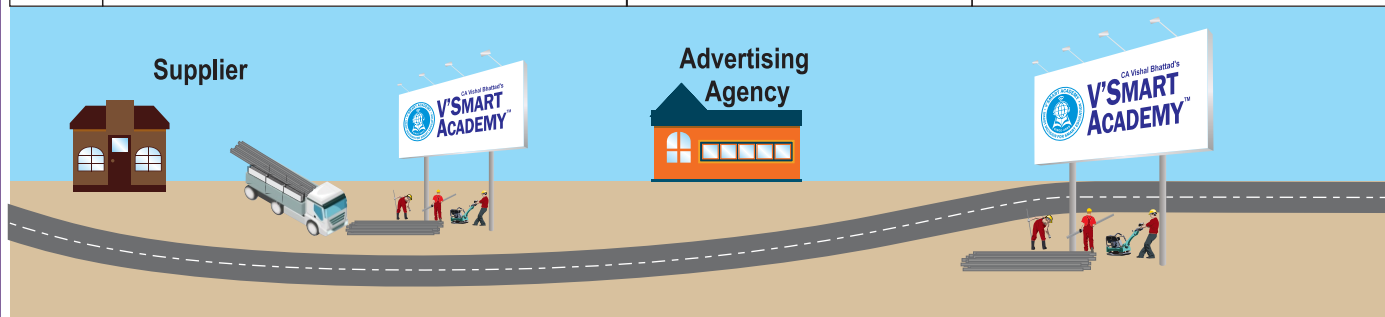 Supplier
CA Vishal Bhattad's
V'SMART
ACADEMY™
Advertising
Agency
CA Vishal Bhattad's
V'SMART
ACADEMY™